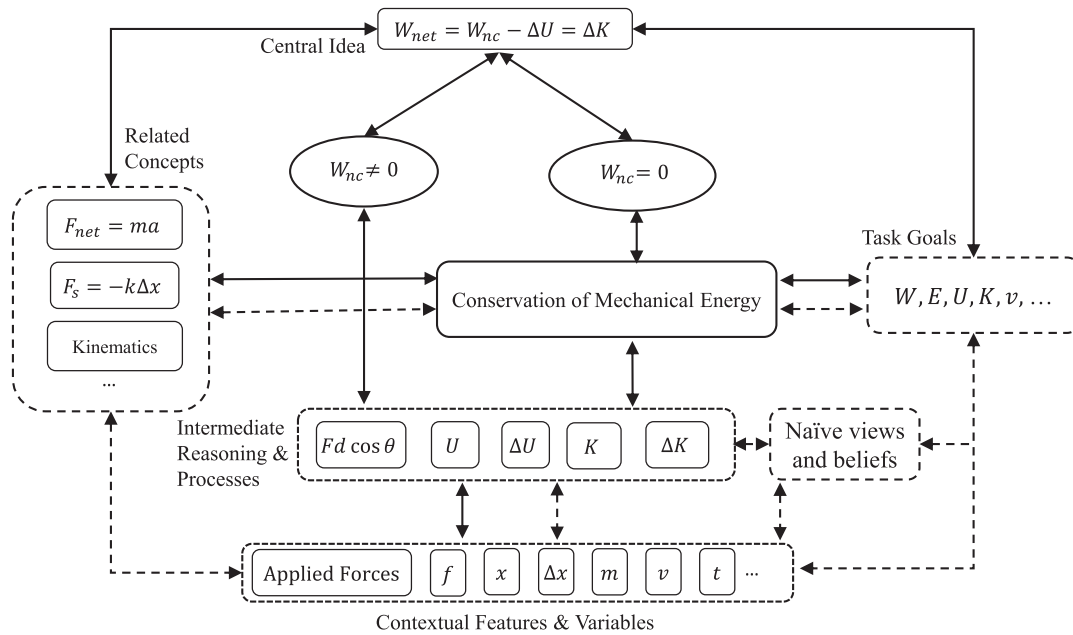 W_net = W_nc − ΔU = ΔK
Central Idea
Related
Concepts
W_nc ≠ 0
W_nc = 0
F_net = ma
F_s = −kΔx
Kinematics
...
Conservation of Mechanical Energy
Task Goals
W, E, U, K, v, ...
Intermediate
Reasoning &
Processes
Fd cos θ U ΔU K ΔK
Naïve views
and beliefs
Applied Forces f x Δx m v t ...
Contextual Features & Variables